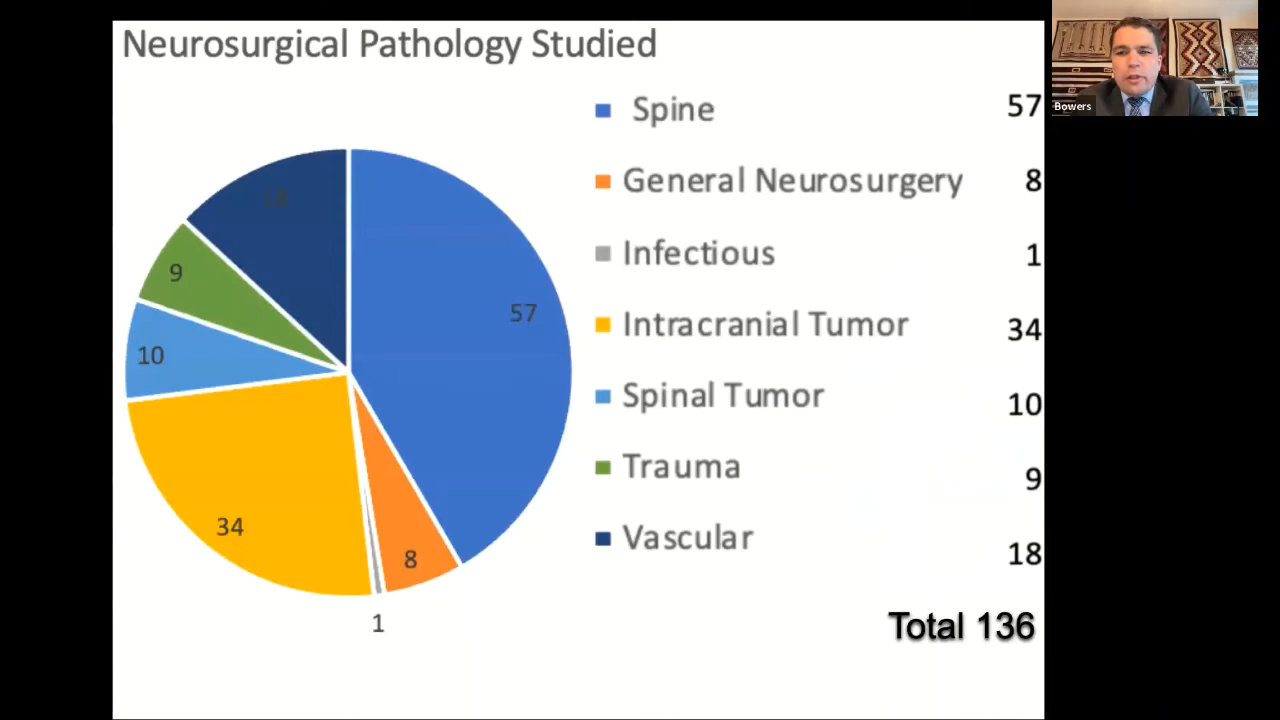 Neurosurgical Pathology Studied
Spine 57
General Neurosurgery 8
Infectious 1
Intracranial Tumor 34
Spinal Tumor 10
Trauma 9
Vascular 18
Total 136
18
57
9
10
34
8
1
Bowers